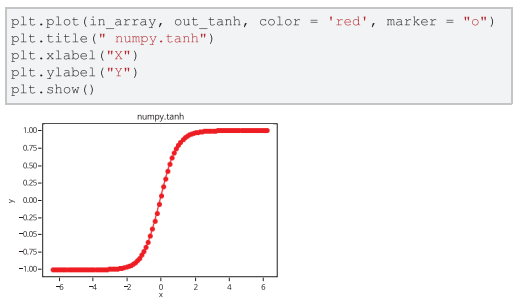 plt.plot(in_array, out_tanh, color = 'red', marker = "o")
plt.title(" numpy.tanh")
plt.xlabel("X")
plt.ylabel("Y")
plt.show()
numpy.tanh
1.00
0.75
0.50
0.25
0.00
−0.25
−0.05
−0.75
−1.00
y
−6 −4 −2 0 2 4 6
x